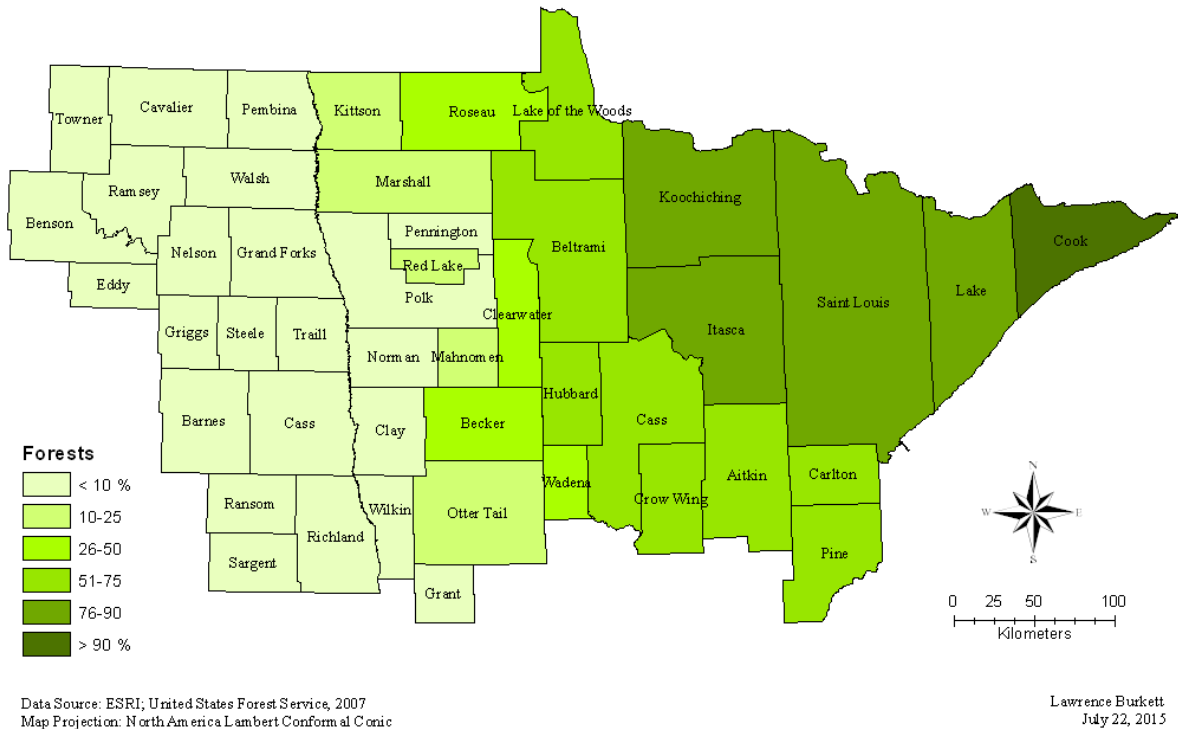 Towner
Cavalier
Pembina
Kittson
Roseau
Lake of the Woods
Ramsey
Walsh
Marshall
Koochiching
Benson
Nelson
Grand Forks
Pennington
Beltrami
Cook
Eddy
Red Lake
Polk
Clearwater
Saint Louis
Lake
Griggs
Steele
Traill
Norman
Mahnomen
Itasca
Hubbard
Barnes
Cass
Clay
Becker
Cass
Forests
< 10 %
10-25
26-50
51-75
76-90
> 90 %
Ransom
Richland
Wilkin
Otter Tail
Wadena
Crow Wing
Aitkin
Carlton
Sargent
Grant
Pine
N
W
E
S
0 25 50 100
Kilometers
Data Source: ESRI; United States Forest Service, 2007
Map Projection: North America Lambert Conformal Conic
Lawrence Burkett
July 22, 2015